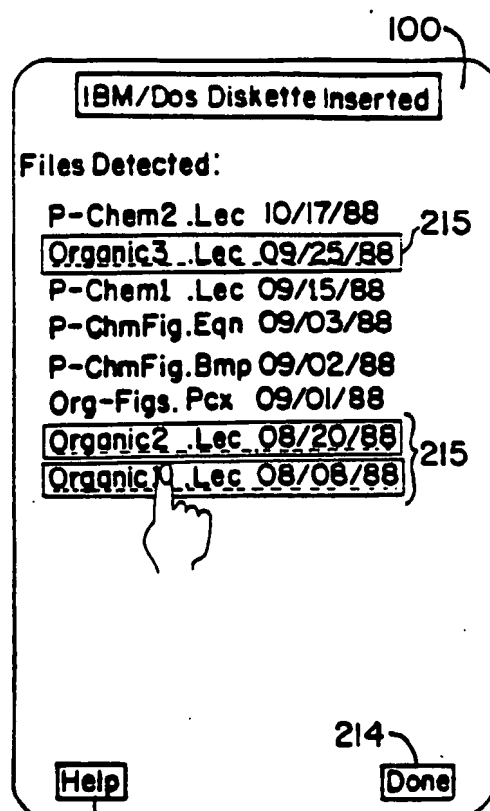 100
IBM/Dos Diskette Inserted
Files Detected:
P-Chem2 .Lec 10/17/88
215
Organic3 .Lec 09/25/88
P-Chem1 .Lec 09/15/88
P-ChmFig.Eqn 09/03/88
P-ChmFig.Bmp 09/02/88
Org-Figs. Pcx 09/01/88
Organic2 .Lec 08/20/88
215
Organic .Lec 08/08/88
214
Help Done